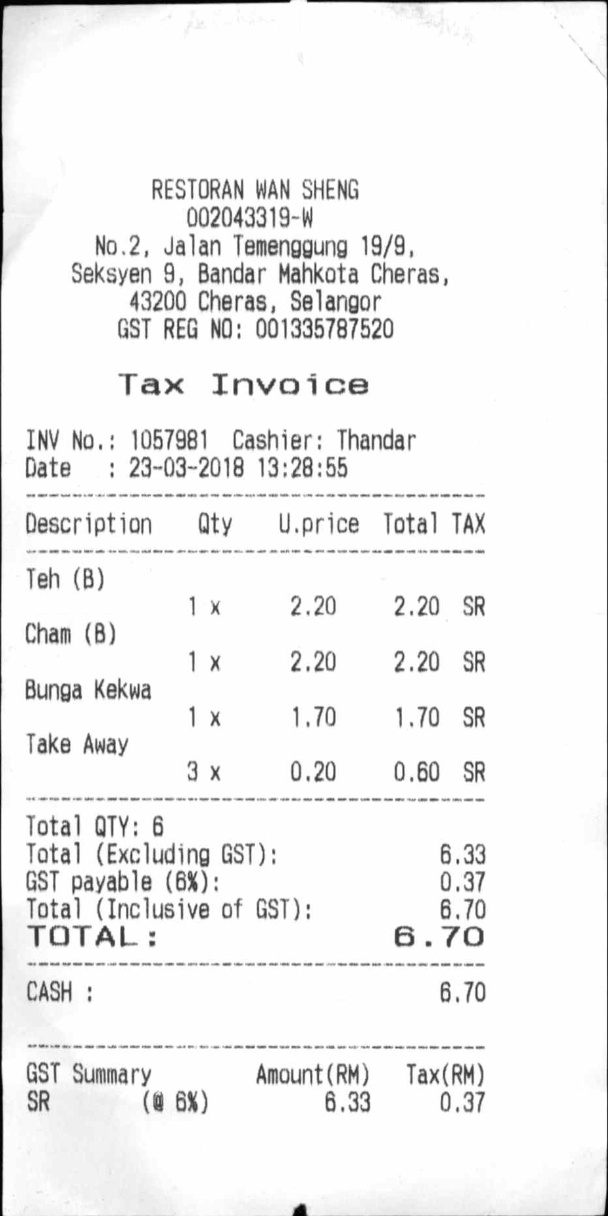 RESTORAN WAN SHENG
002043319-W
No.2, Jalan Temenggung 19/9,
Seksyen 9, Bandar Mahkota Cheras,
43200 Cheras, Selangor
GST REG NO: 001335787520
Tax Invoice
INV No.: 1057981 Cashier: Thandar
Date : 23-03-2018 13:28:55
Description Qty U.price Total TAX
Teh (B)
1 x 2.20 2.20 SR
Cham (B)
1 x 2.20 2.20 SR
Bunga Kekwa
1 x 1.70 1.70 SR
Take Away
3 x 0.20 0.60 SR
Total QTY: 6
Total (Excluding GST): 6.33
GST payable (6%): 0.37
Total (Inclusive of GST): 6.70
TOTAL: 6.70
CASH : 6.70
GST Summary Amount(RM) Tax(RM)
SR (@ 6%) 6.33 0.37